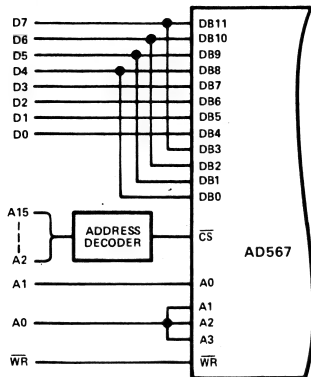 D7 DB11
D6 DB10
D5 DB9
D4 DB8
D3 DB7
D2 DB6
D1 DB5
D0 DB4
DB3
DB2
DB1
DB0
A15
ADDRESS
DECODER
CS
A2
AD567
A1 A0
A1
A0 A2
A3
WR WR